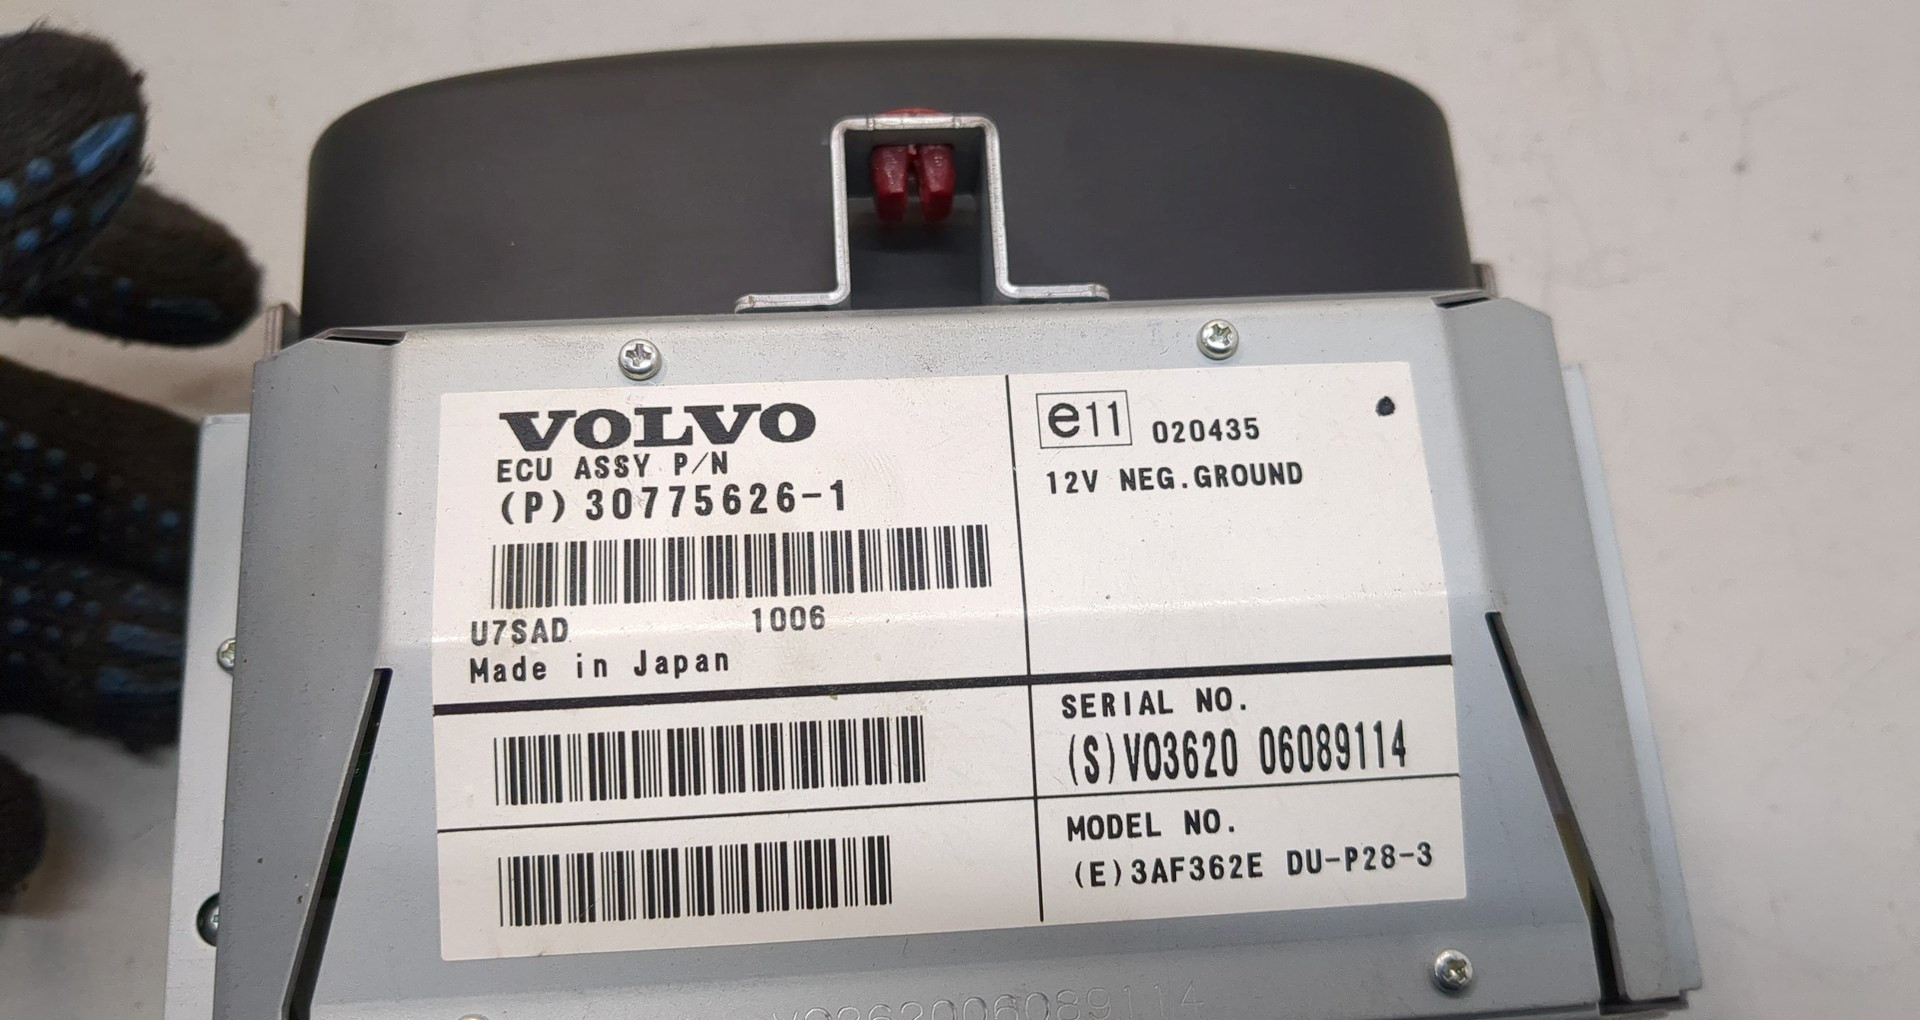 VOLVO
ECU ASSY P/N
(P)30775626-1
U7SAD 1006
Made in Japan
e11 020435
12V NEG.GROUND
SERIAL NO.
(S)V03620 06089114
MODEL NO.
(E)3AF362E DU-P28-3
V0362006089114